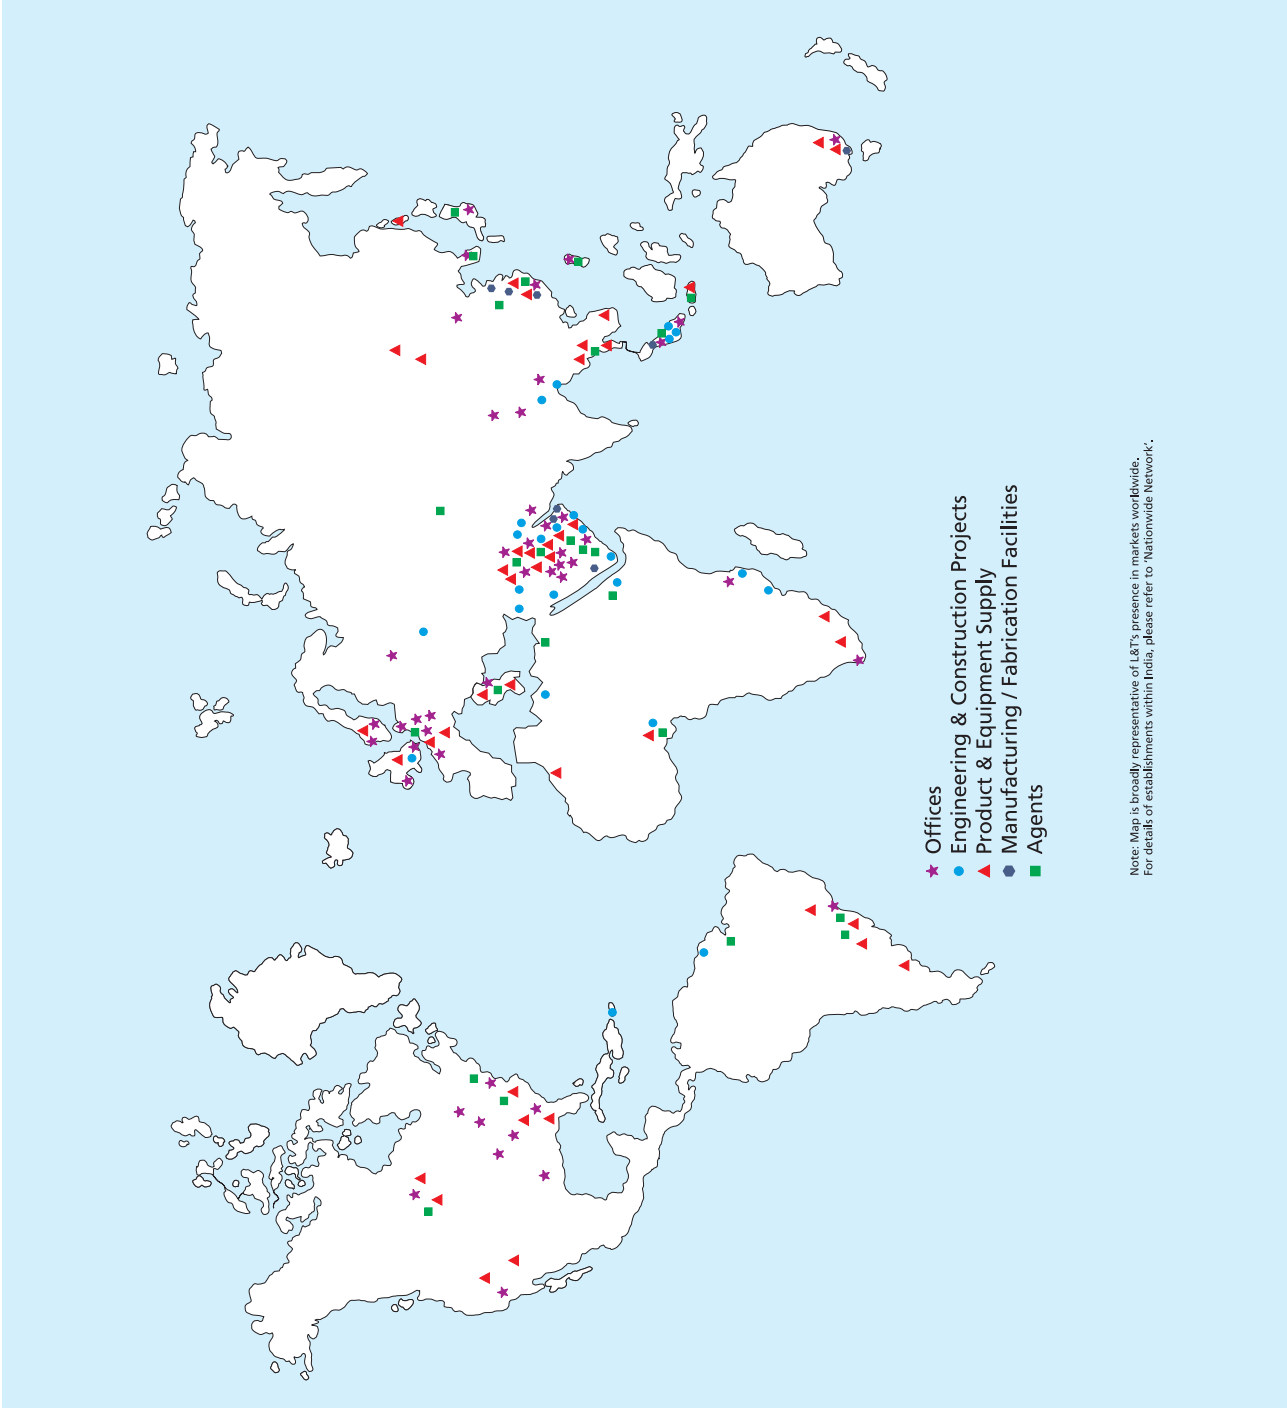 Offices
Engineering & Construction Projects
Product & Equipment Supply
Manufacturing / Fabrication Facilities
Agents
Note: Map is broadly representative of L&T's presence in markets worldwide.
For details of establishments within India, please refer to 'Nationwide Network'.